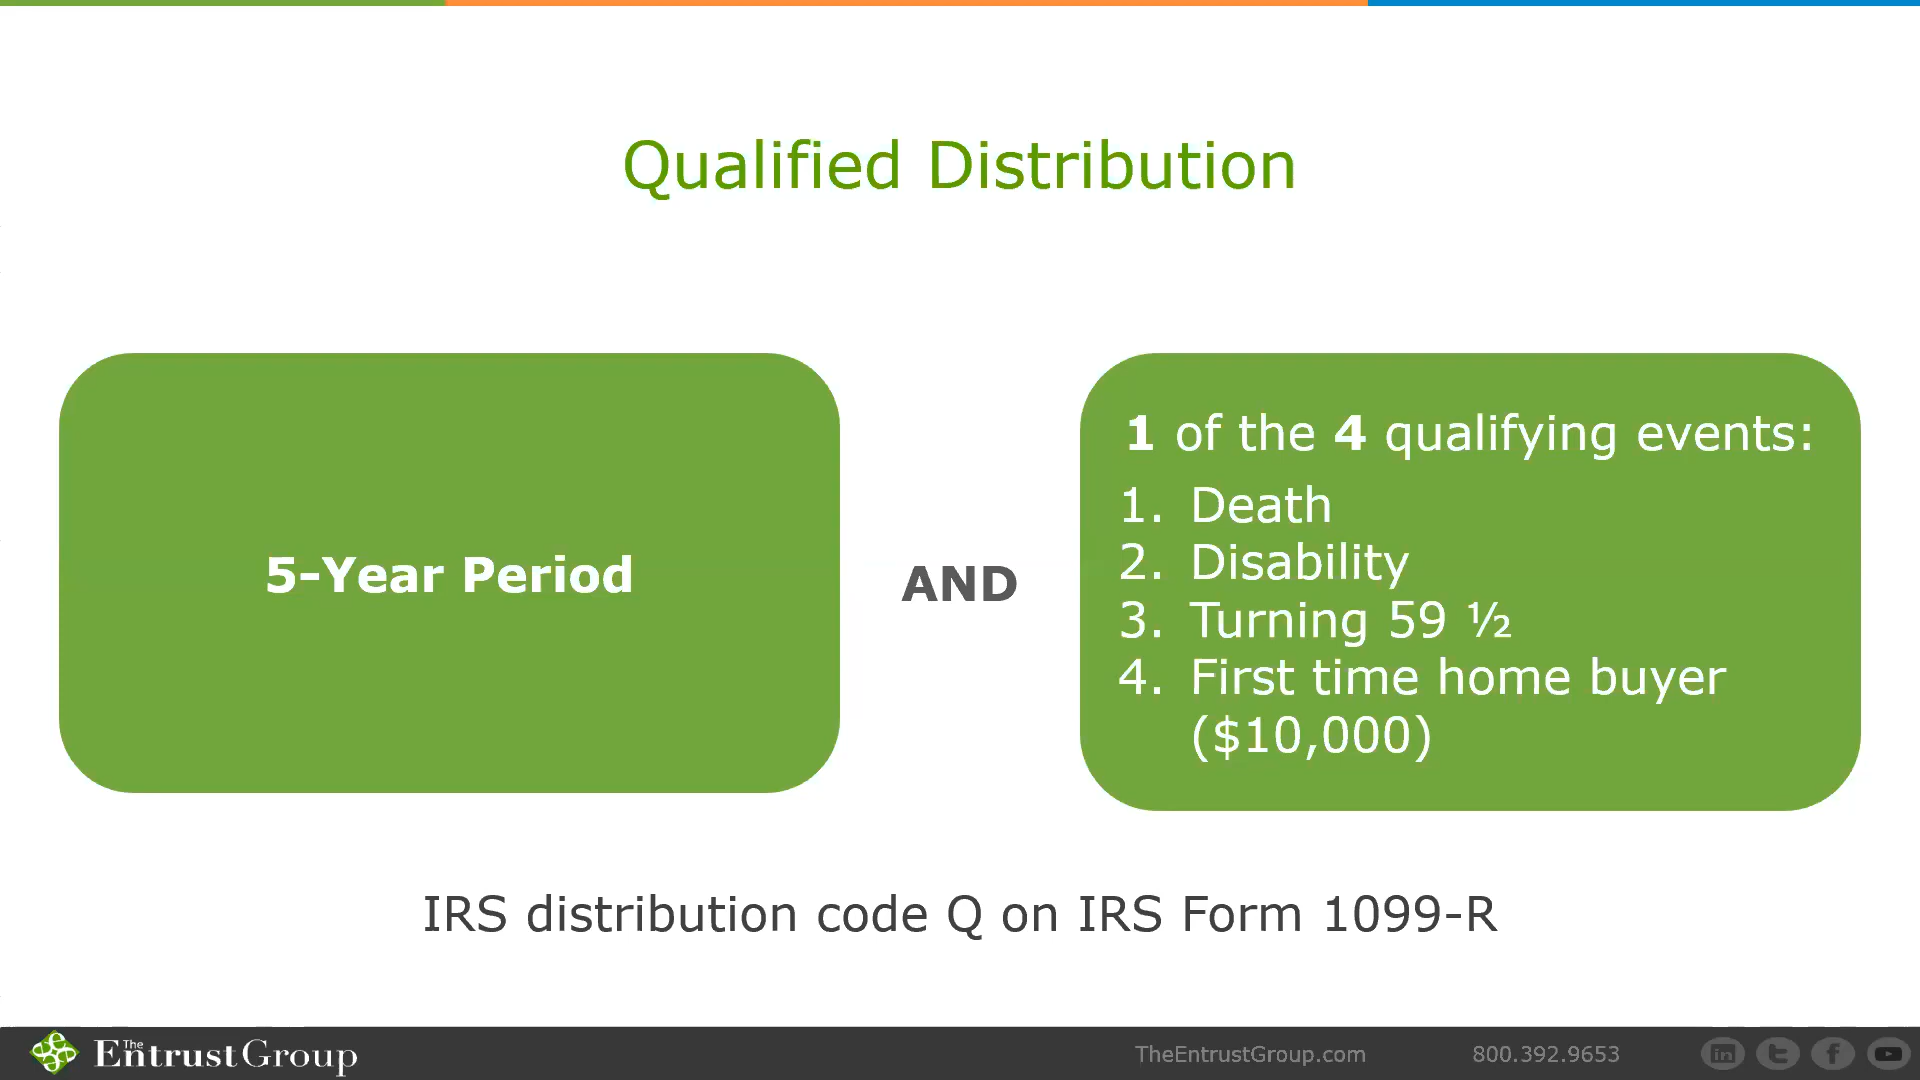 Qualified Distribution
5-Year Period
AND
1 of the 4 qualifying events:
1. Death
2. Disability
3. Turning 59 ½
4. First time home buyer
($10,000)
IRS distribution code Q on IRS Form 1099-R
The Entrust Group
TheEntrustGroup.com
800.392.9653